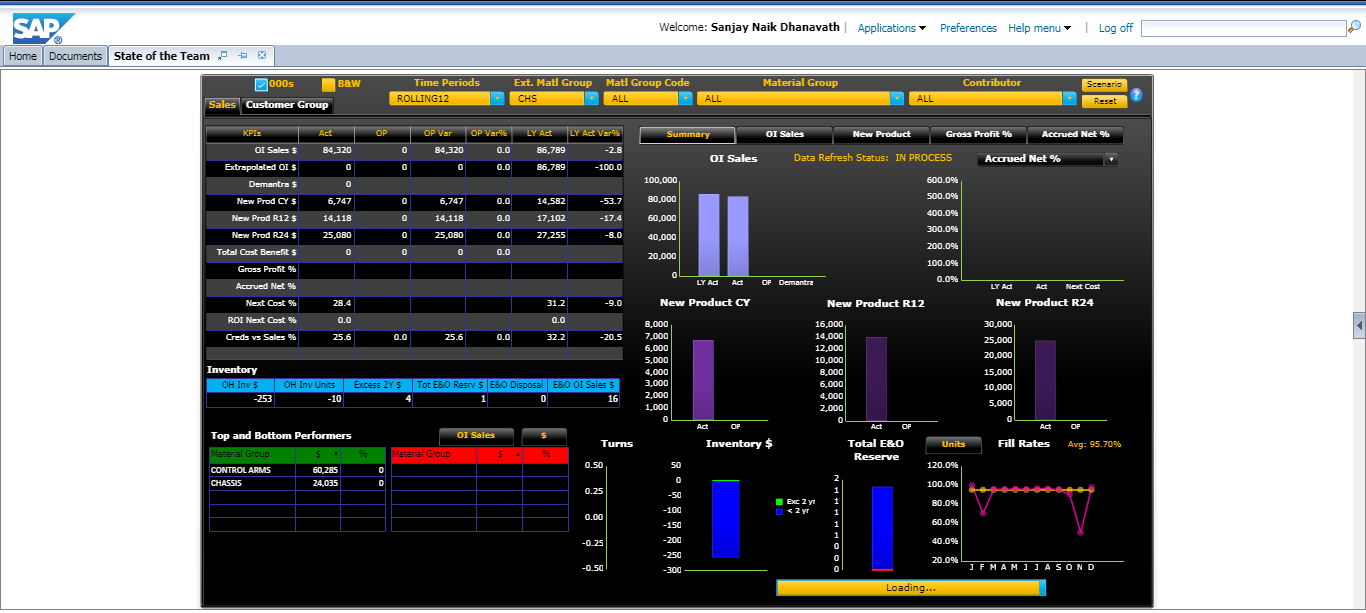 SAP ®
Welcome: Sanjay Naik Dhanavath | Applications Preferences Help menu | Log off
Home Documents State of the Team
000s B&W Time Periods Ext. Matl Group Matl Group Code Material Group Contributor Scenario
ROLLING12 CHS ALL ALL ALL Reset ?
Sales Customer Group
KPIs Act OP OP Var OP Var% LY Act LY Act Var%
OI Sales $ 84,320 0 84,320 0.0 86,789 -2.8
Extrapolated OI $ 0 0 0 0.0 86,789 -100.0
Demantra $ 0
New Prod CY $ 6,747 0 6,747 0.0 14,582 -53.7
New Prod R12 $ 14,118 0 14,118 0.0 17,102 -17.4
New Prod R24 $ 25,080 0 25,080 0.0 27,255 -8.0
Total Cost Benefit $ 0 0 0 0.0
Gross Profit %
Accrued Net %
Next Cost % 28.4 31.2 -9.0
ROI Next Cost % 0.0 0.0
Creds vs Sales % 25.6 0.0 25.6 0.0 32.2 -20.5
Inventory
OH Inv $ OH Inv Units Excess 2Y $ Tot E&O Resrv $ E&O Disposal E&O OI Sales $
-253 -10 4 1 0 16
Top and Bottom Performers OI Sales $
Material Group $ % Material Group $ %
CONTROL ARMS 60,285 0
CHASSIS 24,035 0
Summary OI Sales New Product Gross Profit % Accrued Net %
OI Sales Data Refresh Status: IN PROCESS Accrued Net %
100,000
80,000
60,000
40,000
20,000
0
LY Act Act OP Demantra
600.0%
500.0%
400.0%
300.0%
200.0%
100.0%
0.0%
LY Act Act Next Cost
New Product CY
8,000
7,000
6,000
5,000
4,000
3,000
2,000
1,000
0
Act OP
New Product R12
16,000
14,000
12,000
10,000
8,000
6,000
4,000
2,000
0
Act OP
New Product R24
30,000
25,000
20,000
15,000
10,000
5,000
0
Act OP
Turns
0.50
0.25
0.00
-0.25
-0.50
Inventory $
50
0
-50
-100
-150
-200
-250
-300
Exc 2 yr
< 2 yr
Total E&O
Reserve
2
1
1
1
1
1
0
0
0
Units Fill Rates Avg: 95.70%
120.0%
100.0%
80.0%
60.0%
40.0%
20.0%
J F M A M J J A S O N D
Loading...